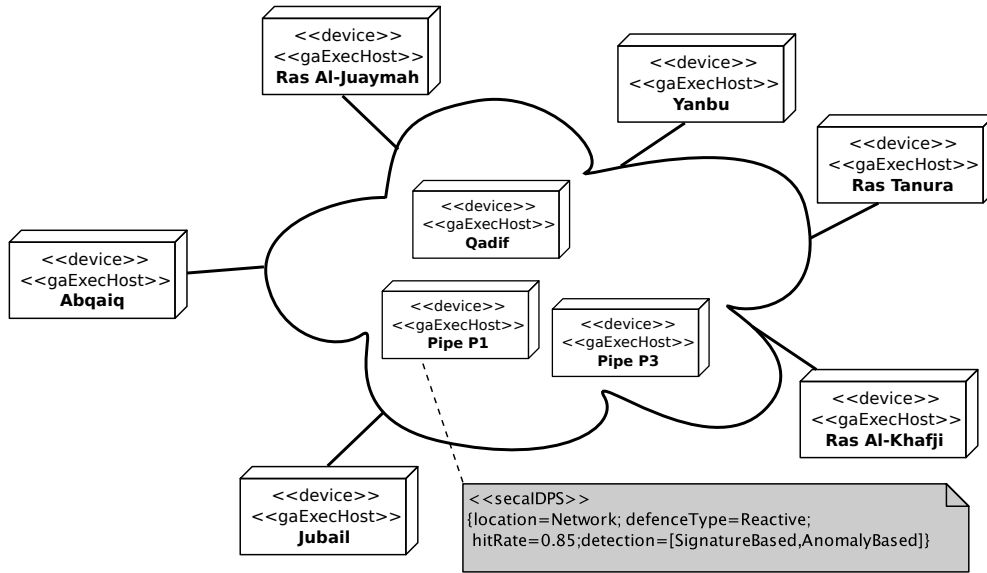 <<device>>
<<gaExecHost>>
Ras Al-Juaymah
<<device>>
<<gaExecHost>>
Yanbu
<<device>>
<<gaExecHost>>
Ras Tanura
<<device>>
<<gaExecHost>>
Qadif
<<device>>
<<gaExecHost>>
Abqaiq
<<device>>
<<gaExecHost>>
Pipe P1
<<device>>
<<gaExecHost>>
Pipe P3
<<device>>
<<gaExecHost>>
Ras Al-Khafji
<<device>>
<<gaExecHost>>
Jubail
<<secaIDPS>>
{location=Network; defenceType=Reactive;
hitRate=0.85;detection=[SignatureBased,AnomalyBased]}